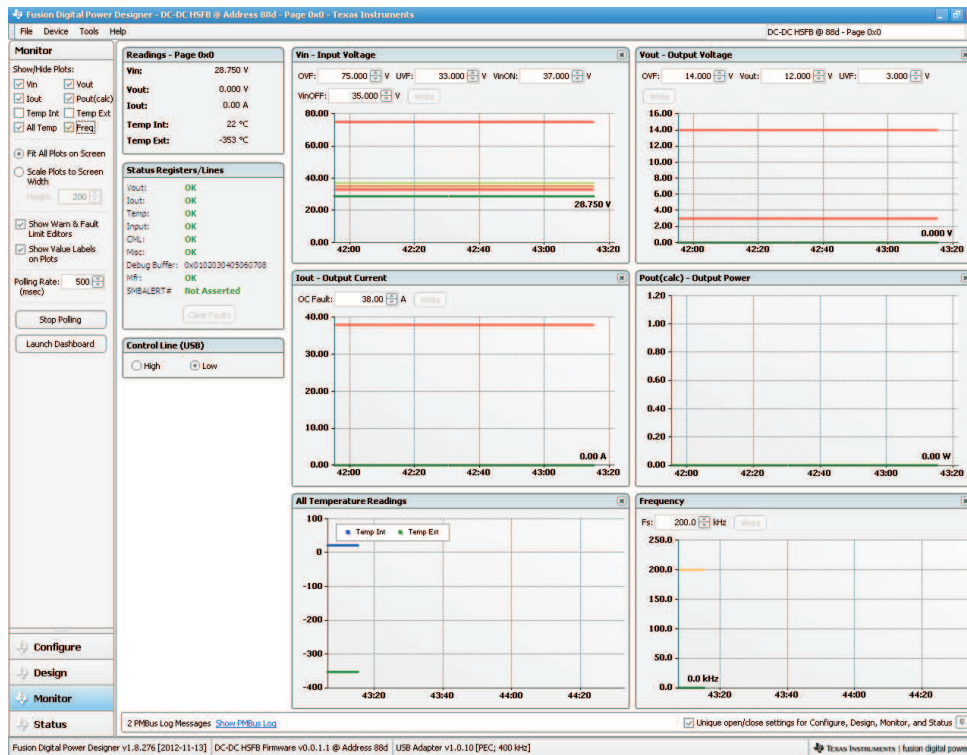 Fusion Digital Power Designer - DC-DC HSFB @ Address 88d - Page 0x0 - Texas Instruments
File Device Tools Help
DC-DC HSFB @ 88d - Page 0x0
Monitor
Show/Hide Plots:
Vin Vout
Iout Pout(calc)
Temp Int Temp Ext
All Temp Freq
Fit All Plots on Screen
Scale Plots to Screen
Width
Height: 200
Show Warn & Fault
Limit Editors
Show Value Labels
on Plots
Polling Rate: 500
(msec)
Stop Polling
Launch Dashboard
Configure
Design
Monitor
Status
Readings - Page 0x0
Vin: 28.750 V
Vout: 0.000 V
Iout: 0.00 A
Temp Int: 22 °C
Temp Ext: -353 °C
Status Registers/Lines
Vout: OK
Iout: OK
Temp: OK
Input: OK
CML: OK
Misc: OK
Debug Buffer: 0x0102030405060708
Mfr: OK
SMBALERT# Not Asserted
Clear Faults
Control Line (USB)
High Low
Vin - Input Voltage
OVF: 75.000 V UVF: 33.000 V VinON: 37.000 V
VinOFF: 35.000 V Write
80.00
60.00
40.00
20.00
0.00
28.750 V
42:00 42:20 42:40 43:00 43:20
Vout - Output Voltage
OVF: 14.000 V Vout: 12.000 V UVF: 3.000 V
Write
16.00
14.00
12.00
10.00
8.00
6.00
4.00
2.00
0.00
0.000 V
42:00 42:20 42:40 43:00 43:20
Iout - Output Current
OC Fault: 38.00 A Write
40.00
30.00
20.00
10.00
0.00
0.00 A
42:00 42:20 42:40 43:00 43:20
Pout(calc) - Output Power
1.20
1.00
0.80
0.60
0.40
0.20
0.00
0.00 W
42:00 42:20 42:40 43:00 43:20
All Temperature Readings
Temp Int Temp Ext
100
0
-100
-200
-300
-400
43:20 43:40 44:00 44:20
Frequency
Fs: 200.0 kHz Write
250.0
200.0
150.0
100.0
50.0
0.0
0.0 kHz
43:20 43:40 44:00 44:20
2 PMBus Log Messages Show PMBus Log
Unique open/close settings for Configure, Design, Monitor, and Status
Fusion Digital Power Designer v1.8.276 [2012-11-13] DC-DC HSFB Firmware v0.0.1.1 @ Address 88d USB Adapter v1.0.10 [PEC; 400 kHz]
TEXAS INSTRUMENTS | fusion digital power